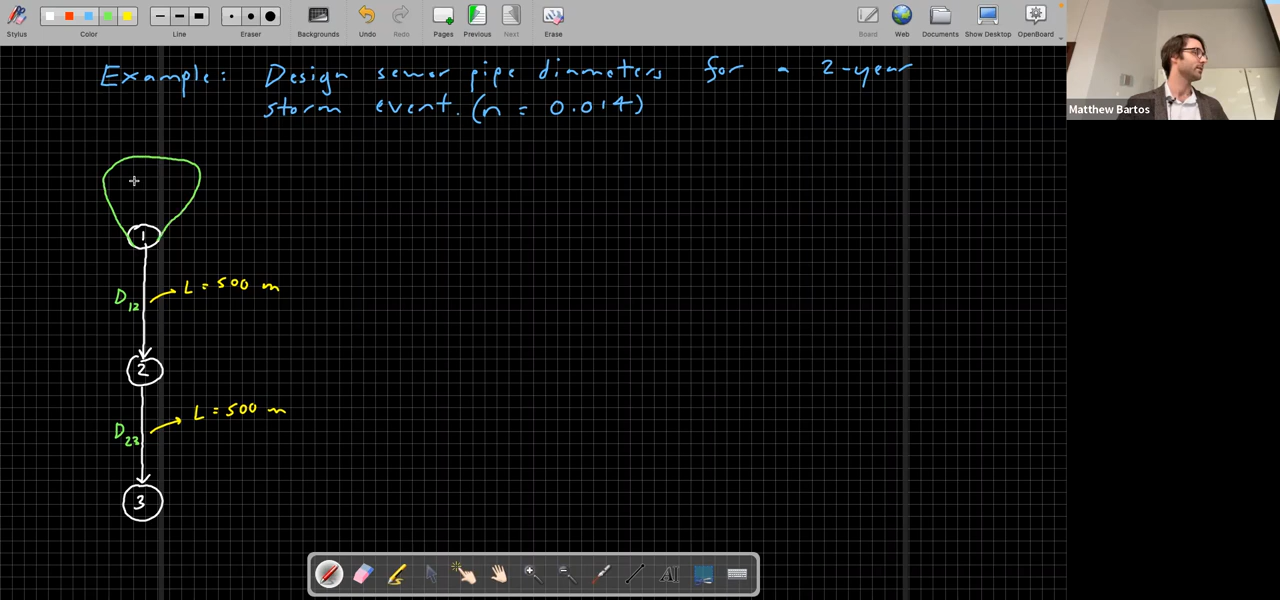 Stylus
Color
Line
Eraser
Backgrounds
Undo
Redo
Pages
Previous
Next
Erase
Board
Web
Documents
Show Desktop
OpenBoard
Matthew Bartos
Example: Design sewer pipe diameters for a 2-year
storm event. (n = 0.014)
1
L = 500 m
D12
2
L = 500 m
D23
3
AI